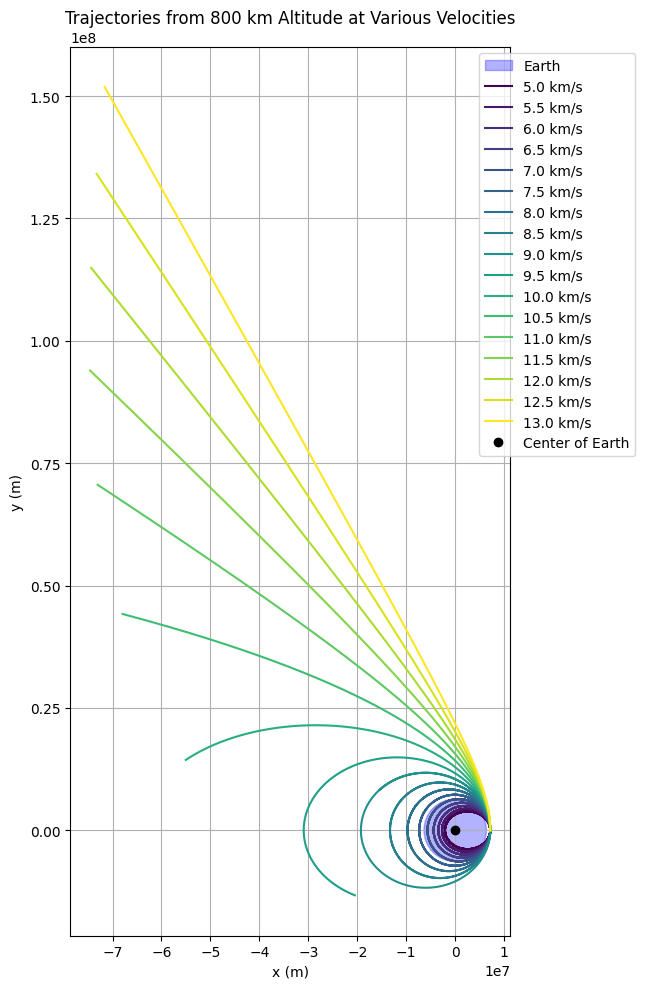 Trajectories from 800 km Altitude at Various Velocities
1e8
Earth
5.0 km/s
5.5 km/s
6.0 km/s
6.5 km/s
7.0 km/s
7.5 km/s
8.0 km/s
8.5 km/s
9.0 km/s
9.5 km/s
10.0 km/s
10.5 km/s
11.0 km/s
11.5 km/s
12.0 km/s
12.5 km/s
13.0 km/s
Center of Earth
1.50
1.25
1.00
0.75
0.50
0.25
0.00
y (m)
−7 −6 −5 −4 −3 −2 −1 0 1
x (m)
1e7